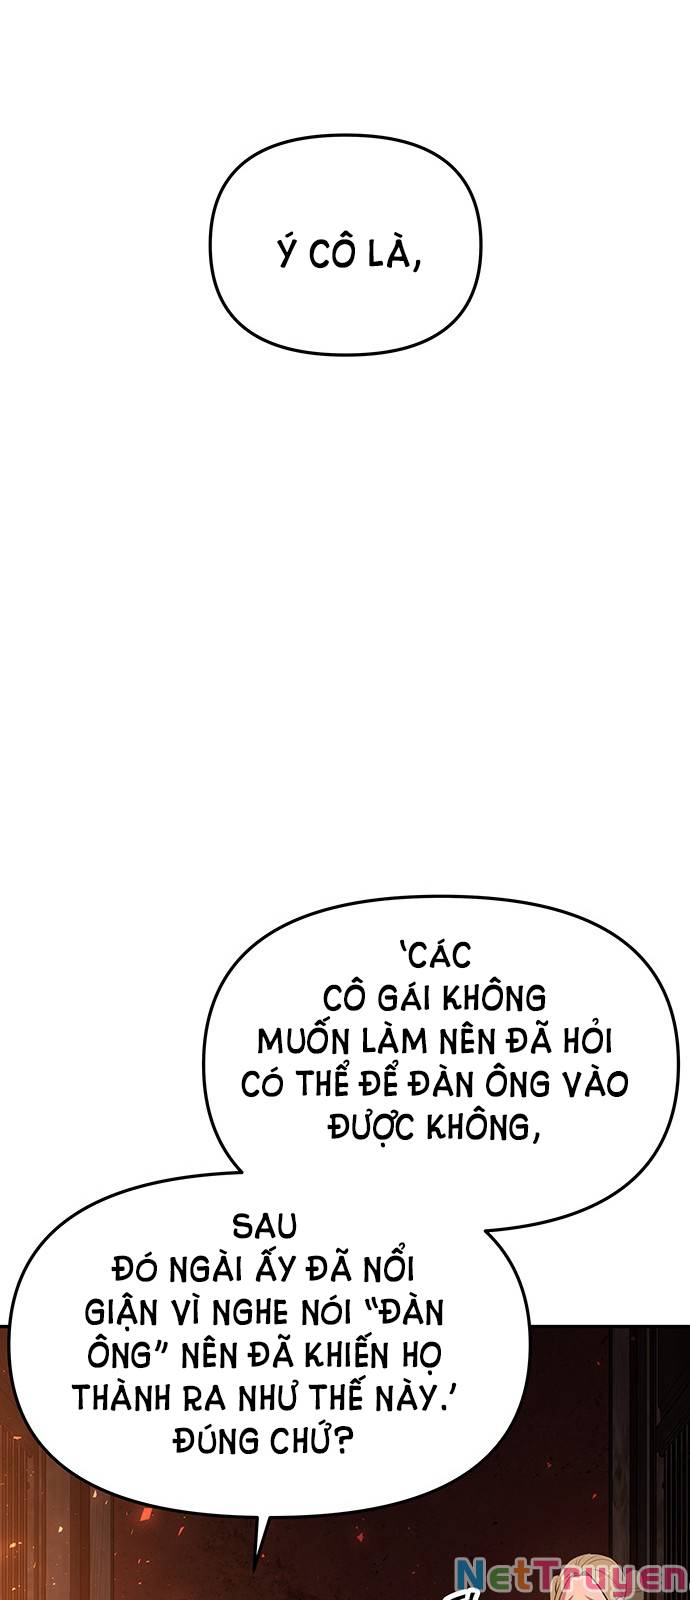 Ý CÔ LÀ,
‘CÁC
CÔ GÁI KHÔNG
MUỐN LÀM NÊN ĐÃ HỎI
CÓ THỂ ĐỂ ĐÀN ÔNG VÀO
ĐƯỢC KHÔNG,
SAU
ĐÓ NGÀI ẤY ĐÃ NỔI
GIẬN VÌ NGHE NÓI “ĐÀN
ÔNG” NÊN ĐÃ KHIẾN HỌ
THÀNH RA NHƯ THẾ NÀY.’
ĐÚNG CHỨ?
NetTruyen